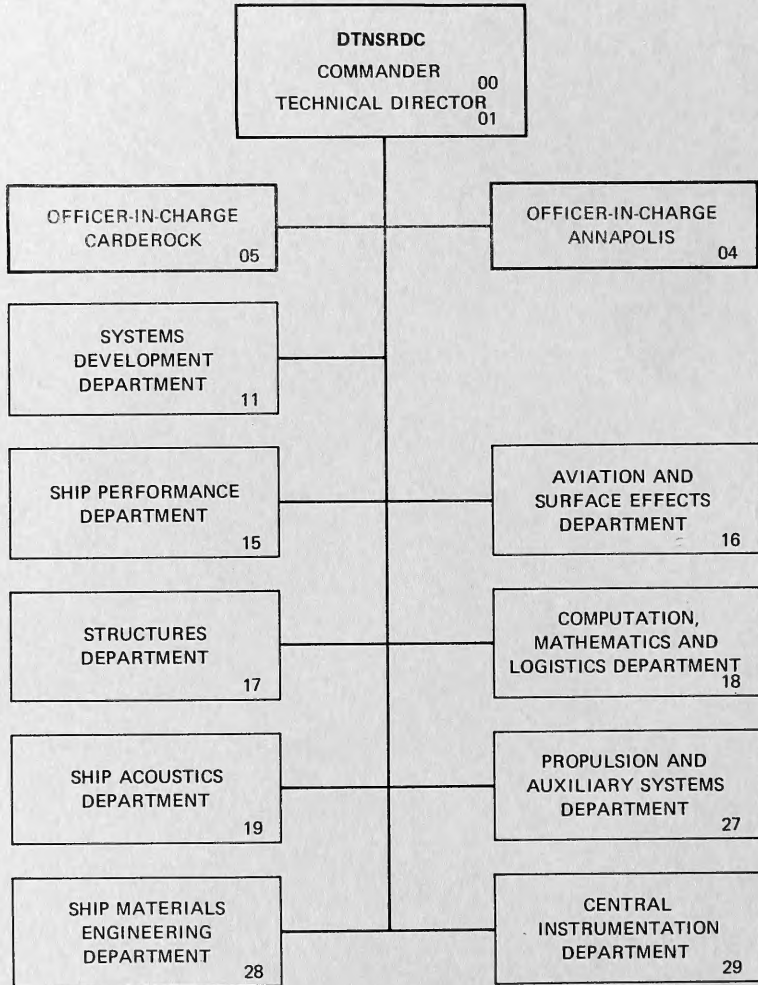 DTNSRDC
COMMANDER 00
TECHNICAL DIRECTOR
01
OFFICER-IN-CHARGE
CARDEROCK
05
OFFICER-IN-CHARGE
ANNAPOLIS
04
SYSTEMS
DEVELOPMENT
DEPARTMENT
11
SHIP PERFORMANCE
DEPARTMENT
15
AVIATION AND
SURFACE EFFECTS
DEPARTMENT
16
STRUCTURES
DEPARTMENT
17
COMPUTATION,
MATHEMATICS AND
LOGISTICS DEPARTMENT
18
SHIP ACOUSTICS
DEPARTMENT
19
PROPULSION AND
AUXILIARY SYSTEMS
DEPARTMENT
27
SHIP MATERIALS
ENGINEERING
DEPARTMENT
28
CENTRAL
INSTRUMENTATION
DEPARTMENT
29